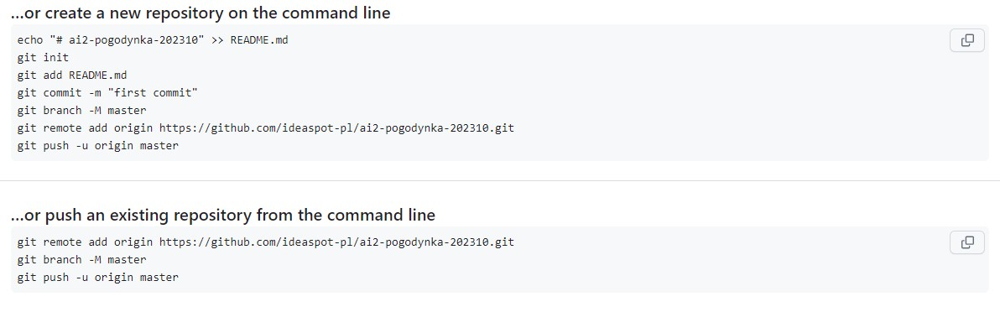 …or create a new repository on the command line
echo "# ai2-pogodynka-202310" >> README.md
git init
git add README.md
git commit -m "first commit"
git branch -M master
git remote add origin https://github.com/ideaspot-pl/ai2-pogodynka-202310.git
git push -u origin master
…or push an existing repository from the command line
git remote add origin https://github.com/ideaspot-pl/ai2-pogodynka-202310.git
git branch -M master
git push -u origin master